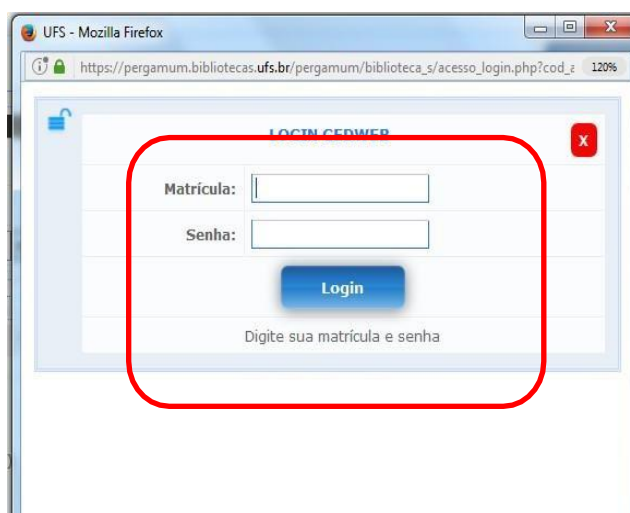 UFS - Mozilla Firefox
https://pergamum.bibliotecas.ufs.br/pergamum/biblioteca_s/acesso_login.php?cod_a 120%
LOGIN GEDWEB
X
Matrícula:
Senha:
Login
Digite sua matrícula e senha